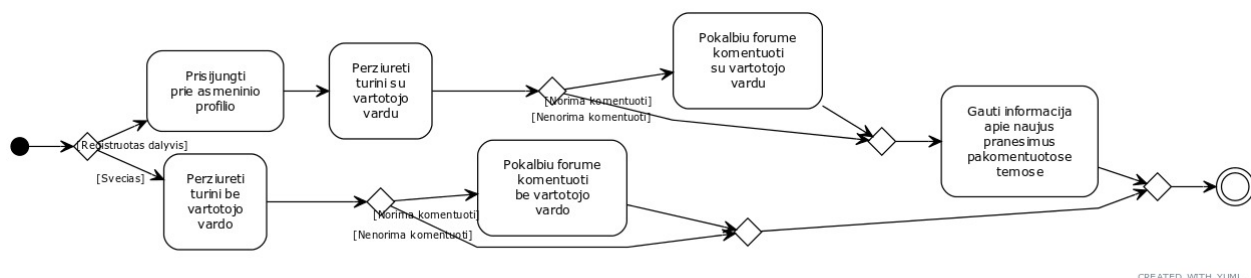 [Registruotas dalyvis]
[Svecias]
Prisijungti
prie asmeninio
profilio
Perziureti
turini su
vartotojo
vardu
[Norima komentuoti]
[Nenorima komentuoti]
Pokalbiu forume
komentuoti
su vartotojo
vardu
Gauti informacija
apie naujus
pranesimus
pakomentuotose
temose
Perziureti
turini be
vartotojo
vardo
[Norima komentuoti]
[Nenorima komentuoti]
Pokalbiu forume
komentuoti
be vartotojo
vardo
CREATED WITH YUML